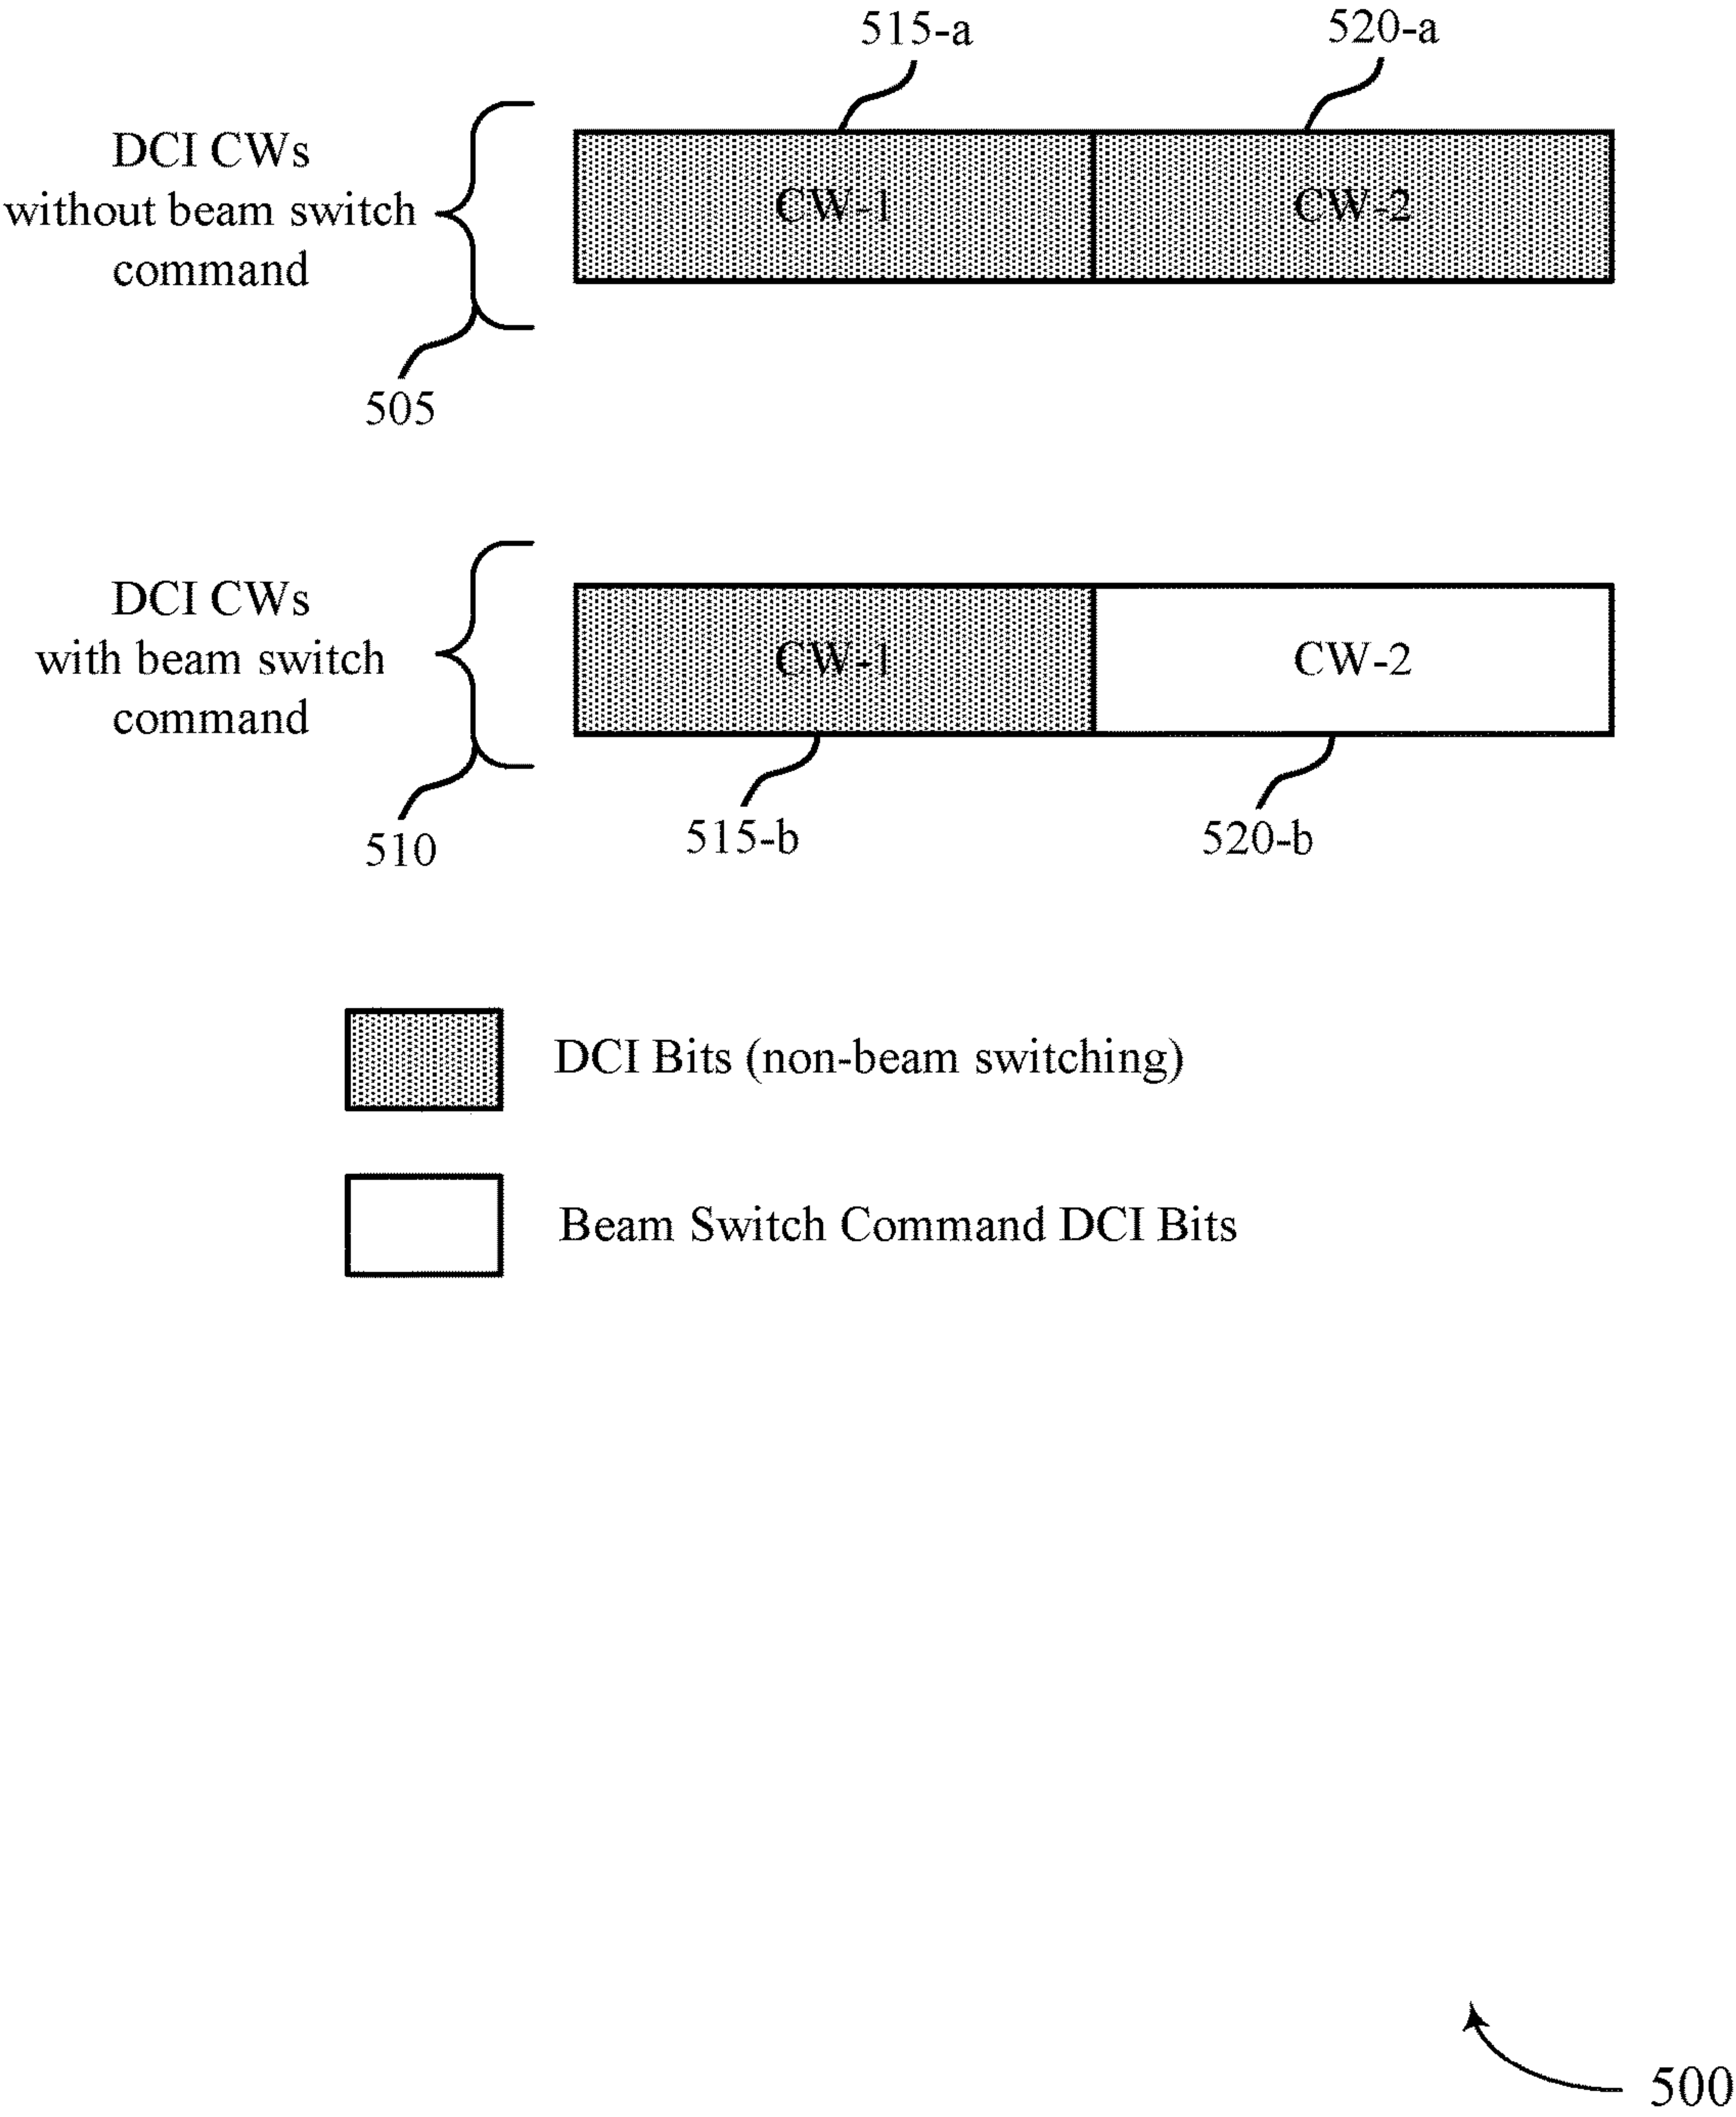 515-a
520-a
DCI CWs
without beam switch
command
CW-1
CW-2
505
DCI CWs
with beam switch
command
CW-1
CW-2
510
515-b
520-b
DCI Bits (non-beam switching)
Beam Switch Command DCI Bits
500